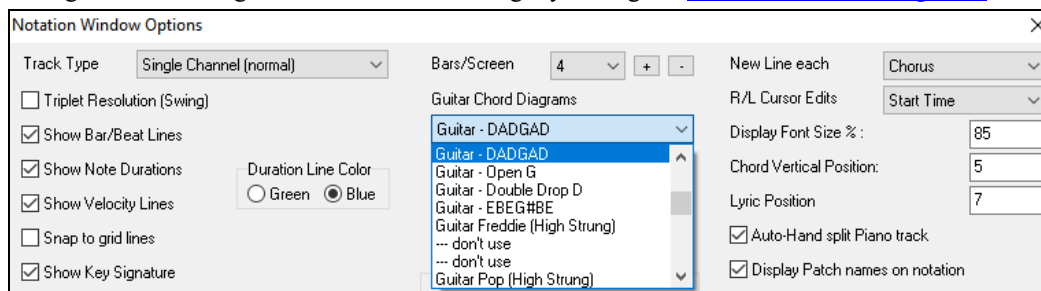 Notation Window Options
Track Type Single Channel (normal) Bars/Screen 4 + - New Line each Chorus
Triplet Resolution (Swing) Guitar Chord Diagrams R/L Cursor Edits Start Time
Show Bar/Beat Lines Guitar - DADGAD Display Font Size % : 85
Show Note Durations Duration Line Color Guitar - DADGAD Chord Vertical Position: 5
Guitar - Open G
Show Velocity Lines Green Blue Guitar - Double Drop D Lyric Position 7
Guitar - EBEG#BE
Snap to grid lines Guitar Freddie (High Strung) Auto-Hand split Piano track
--- don't use
--- don't use
Show Key Signature Guitar Pop (High Strung) Display Patch names on notation